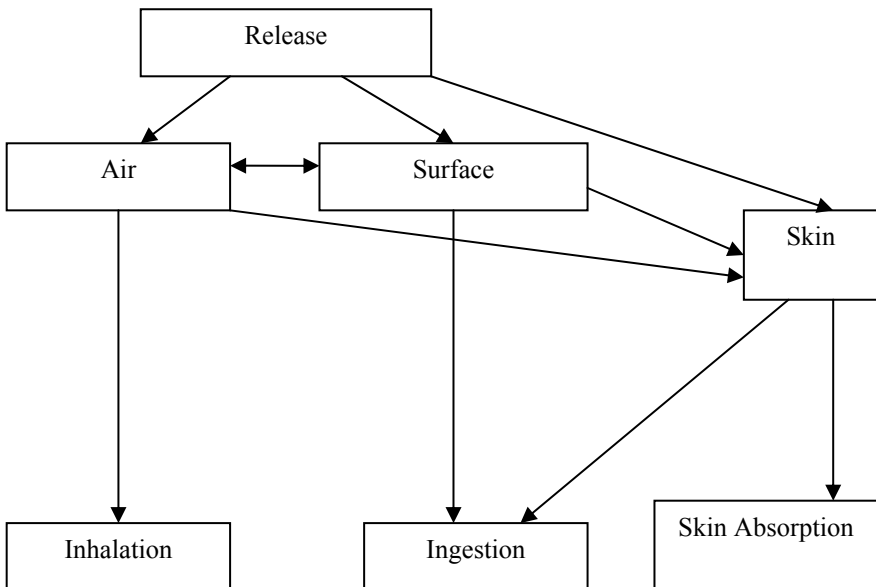 Release
Air
Surface
Skin
Inhalation
Ingestion
Skin Absorption